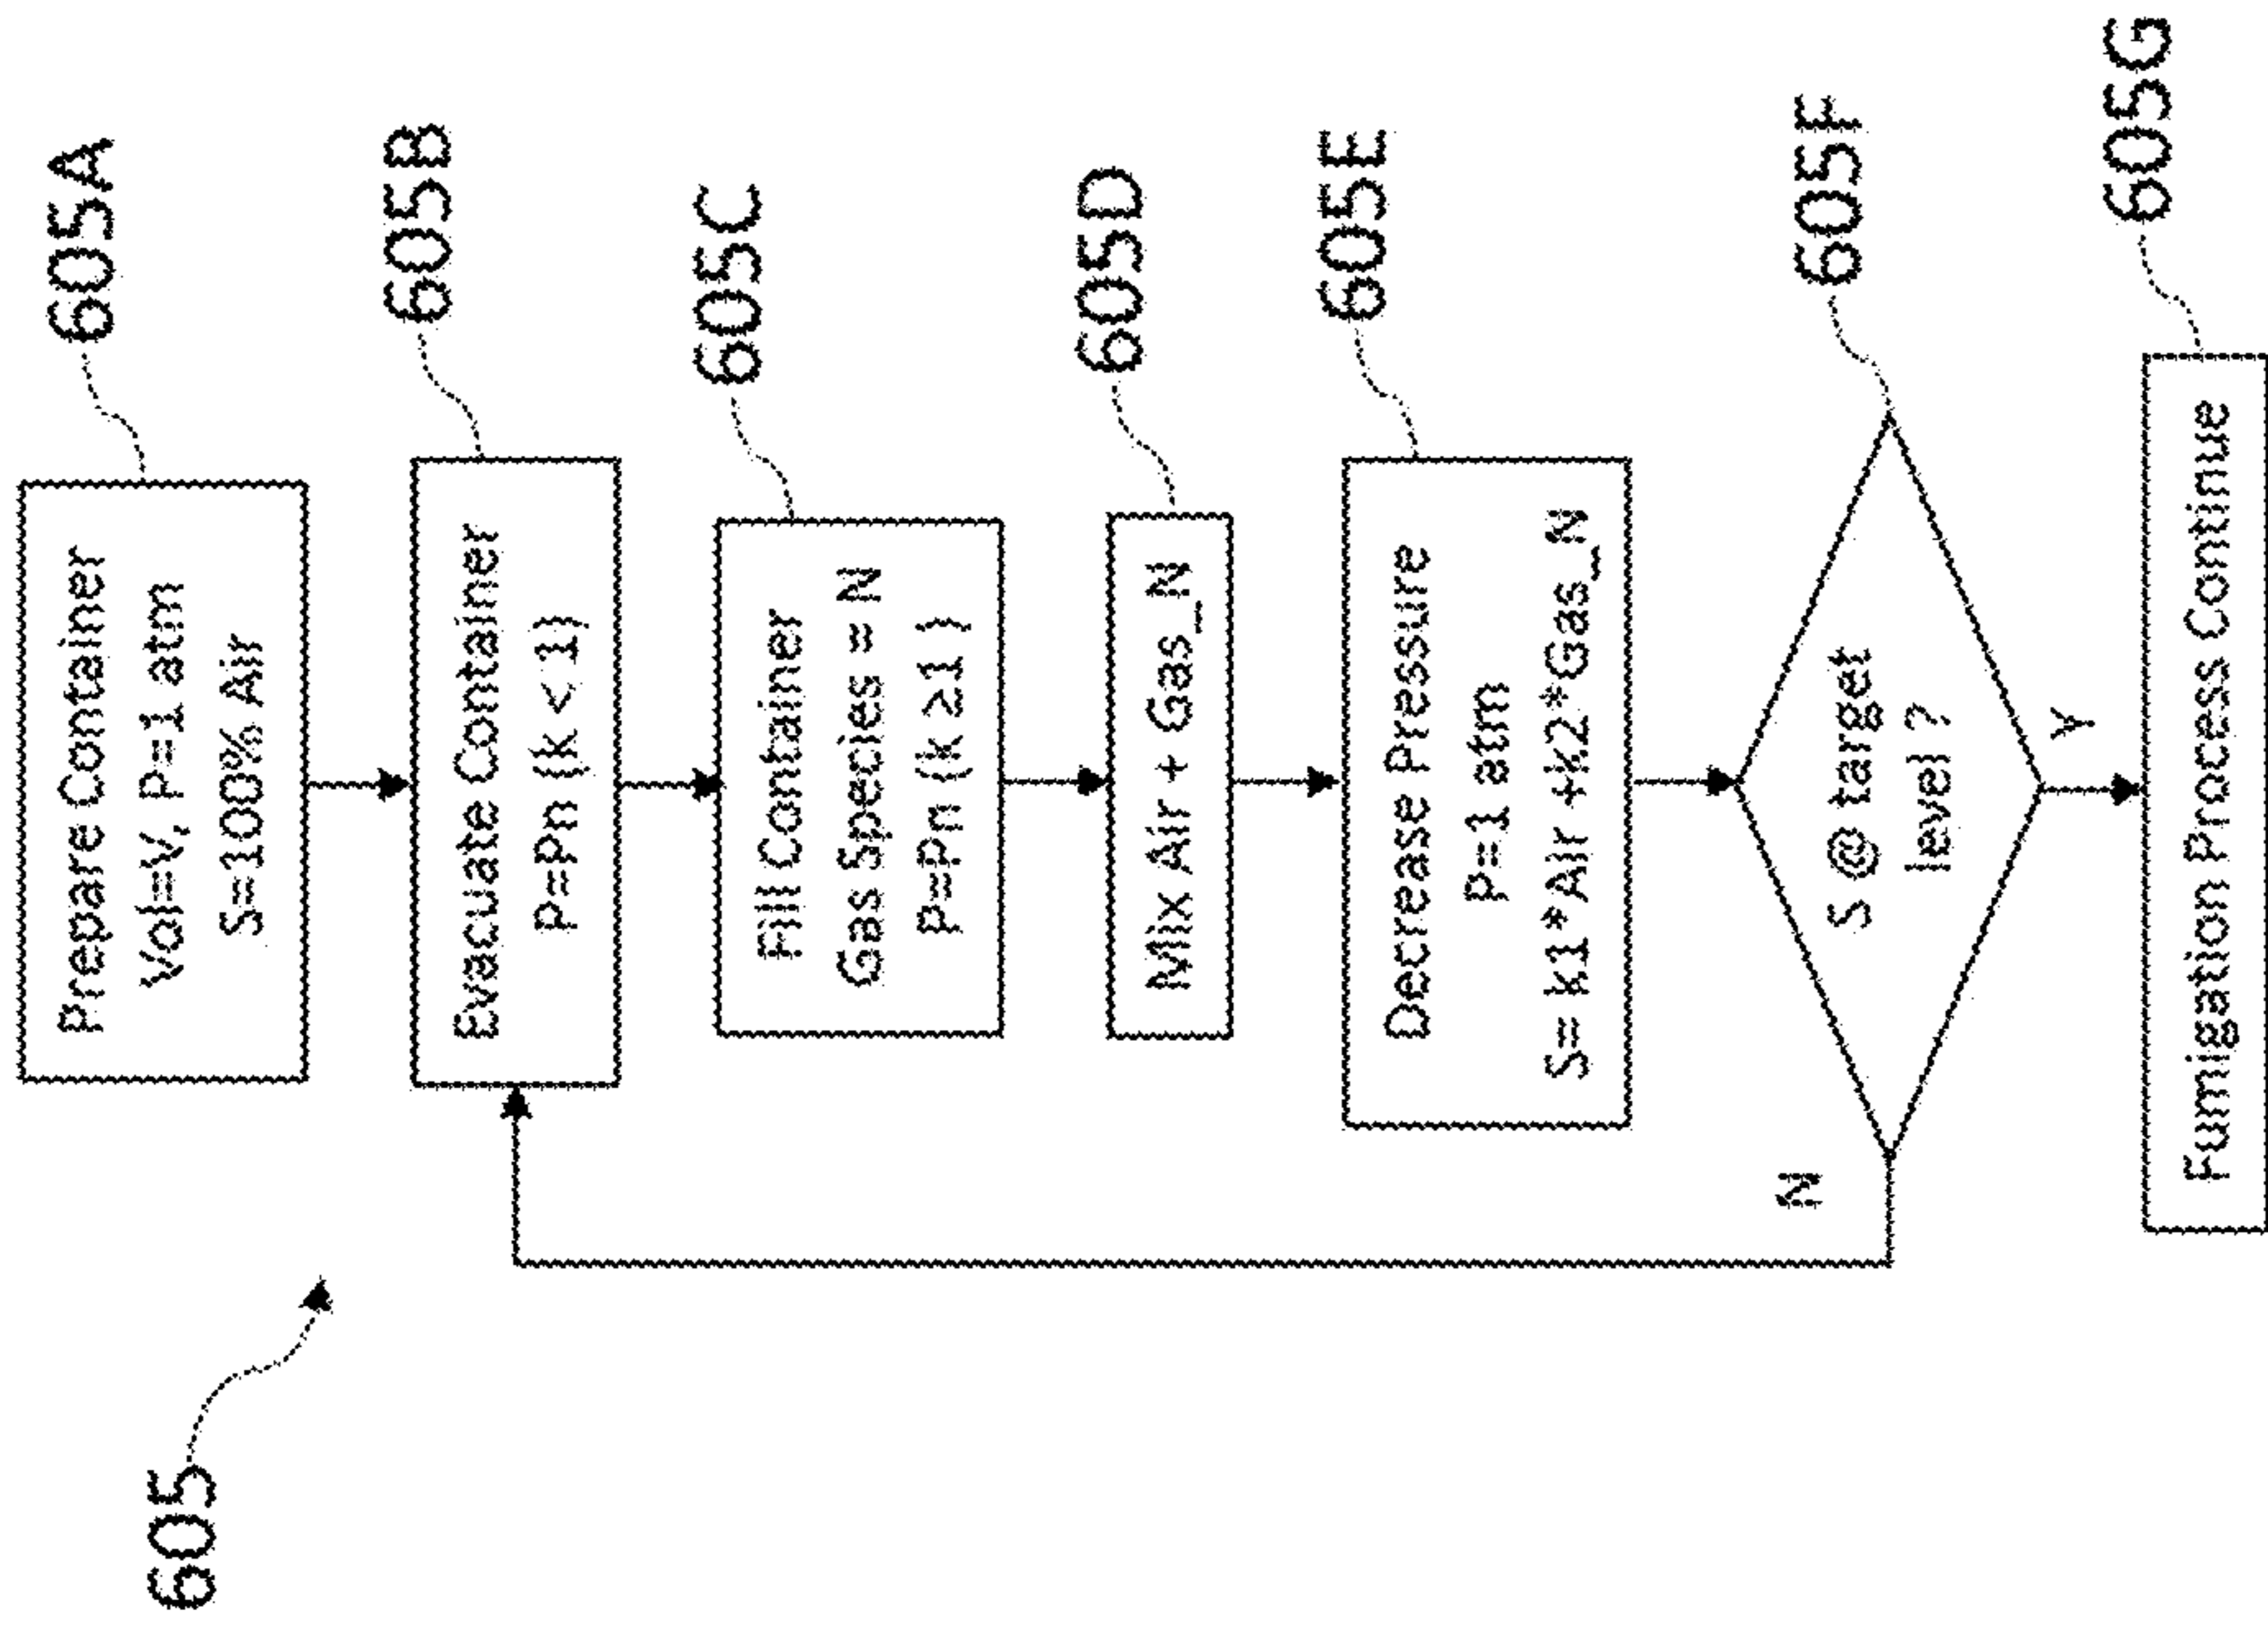 605
Prepare Container
Vol=V, P=1 atm
S=100% Air
605A
Evacuate Container
P=Pn (k < 1)
605B
Fill Container
Gas Species = N
P=Pn (k ≥1 )
605C
Mix Air + Gas_N
605D
Decrease Pressure
P=1 atm
S= K1*Air +K2*Gas_N
605E
S @ target
level ?
605F
N
Y
Fumigation Process Continue
605G